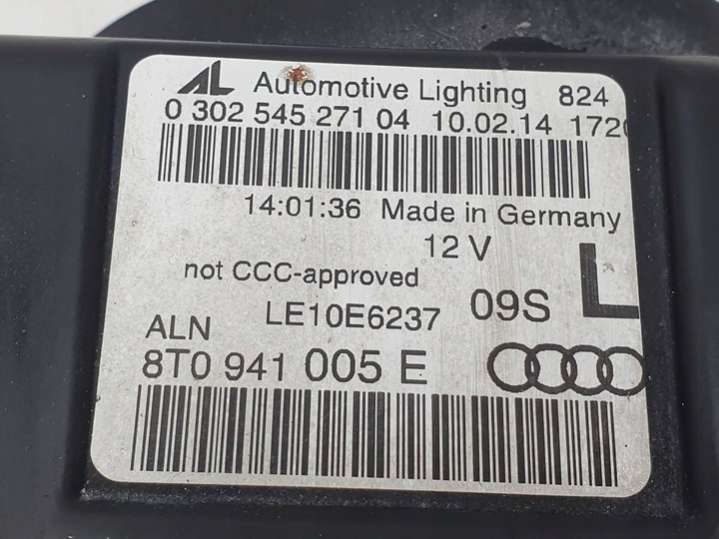 AL Automotive Lighting 824
0 302 545 271 04 10.02.14 172
14:01:36 Made in Germany
12 V
not CCC-approved
LE10E6237 09S L
ALN
8T0 941 005 E